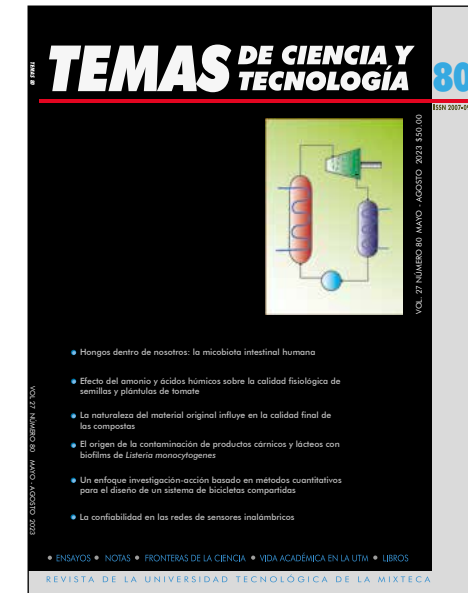 TEMAS 80
TEMAS DE CIENCIA Y
TECNOLOGÍA
80
ISSN 2007-09
VOL. 27 NÚMERO 80 MAYO - AGOSTO 2023 $50.00
Hongos dentro de nosotros: la micobiota intestinal humana
Efecto del amonio y ácidos húmicos sobre la calidad fisiológica de
semillas y plántulas de tomate
La naturaleza del material original influye en la calidad final de
las compostas
El origen de la contaminación de productos cárnicos y lácteos con
biofilms de Listeria monocytogenes
Un enfoque investigación-acción basado en métodos cuantitativos
para el diseño de un sistema de bicicletas compartidas
La confiabilidad en las redes de sensores inalámbricos
VOL 27 NÚMERO 80 MAYO - AGOSTO 2023
• ENSAYOS • NOTAS • FRONTERAS DE LA CIENCIA • VIDA ACADÉMICA EN LA UTM • LIBROS
REVISTA DE LA UNIVERSIDAD TECNOLÓGICA DE LA MIXTECA